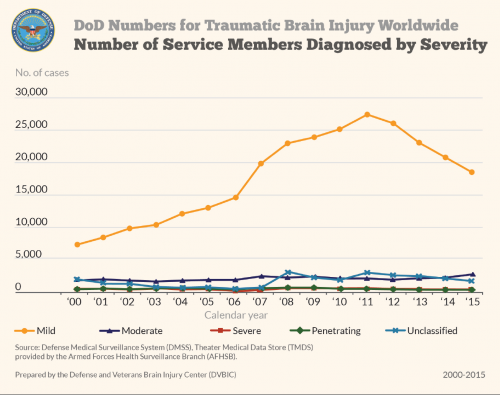 DoD Numbers for Traumatic Brain Injury Worldwide
Number of Service Members Diagnosed by Severity
No. of cases
30,000
25,000
20,000
15,000
10,000
5,000
0
'00 '01 '02 '03 '04 '05 '06 '07 '08 '09 '10 '11 '12 '13 '14 '15
Calendar year
Mild Moderate Severe Penetrating Unclassified
Source: Defense Medical Surveillance System (DMSS), Theater Medical Data Store (TMDS)
provided by the Armed Forces Health Surveillance Branch (AFHSB).
Prepared by the Defense and Veterans Brain Injury Center (DVBIC) 2000-2015